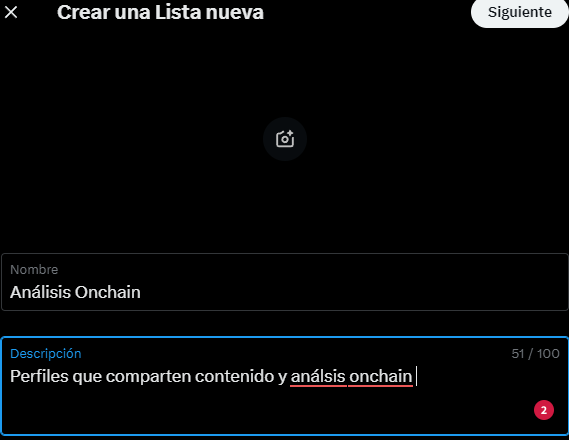 Crear una Lista nueva
Siguiente
Nombre
Análisis Onchain
Descripción
51 / 100
Perfiles que comparten contenido y análsis onchain
2